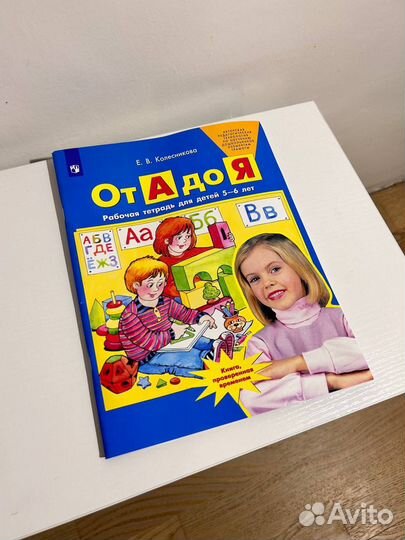 Е. В. Колесникова
От А до Я
Рабочая тетрадь для детей 5–6 лет
АБВ
ГДЕ
ЁЖЗ
Аа
Бб
Вв
Книга,
проверенная
временем
Avito